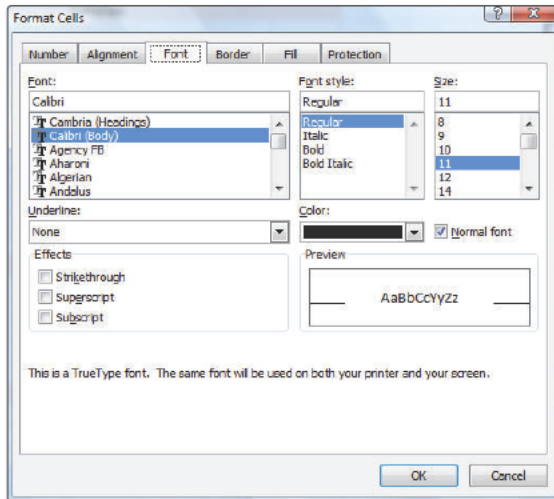 Format Cells
Number Alignment Font Border Fill Protection
Font: Font style: Size:
Calibri Regular 11
Cambria (Headings) Regular 8
Calibri (Body) Italic 9
Agency FB Bold 10
Aharoni Bold Italic 11
Algerian 12
Andalus 14
Underline: Color:
None Normal font
Effects Preview
Strikethrough
Superscript AaBbCcYyZz
Subscript
This is a TrueType font.  The same font will be used on both your printer and your screen.
OK Cancel